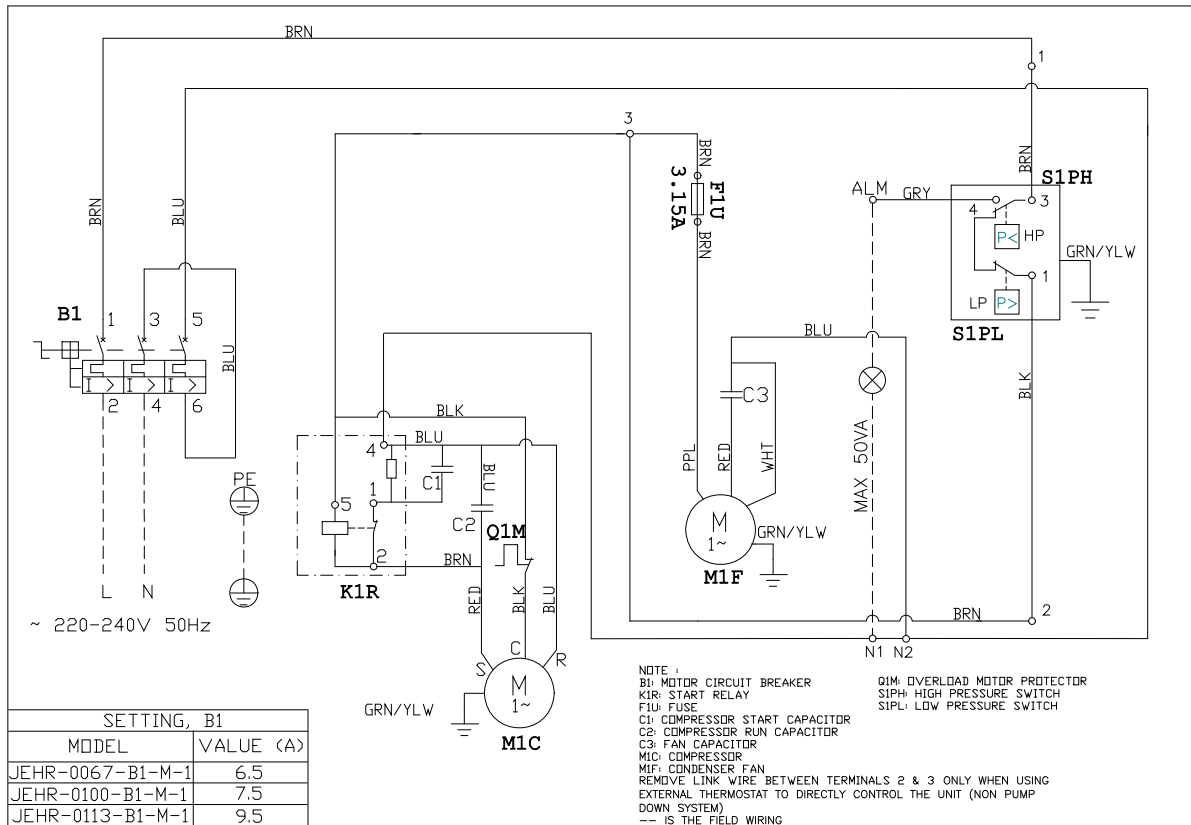 BRN
1
3
BRN
BLU
BRN
F1U
3.15A
BRN
ALM
GRY
BRN
S1PH
4
3
P<
HP
GRN/YLW
1
LP
P>
S1PL
B1
1
3
5
BLU
I >
I >
I >
2
4
6
BLU
BLK
C3
BLK
MAX 50VA
4
BLU
PE
C1
BLU
PPL
RED
WHT
5
1
C2
Q1M
M
1~
GRN/YLW
2
BRN
M1F
K1R
L
N
RED
BLK
BLU
BRN
2
~ 220-240V 50Hz
N1
N2
S
C
R
M
1~
GRN/YLW
M1C
NOTE :
B1: MOTOR CIRCUIT BREAKER
K1R: START RELAY
F1U: FUSE
C1: COMPRESSOR START CAPACITOR
C2: COMPRESSOR RUN CAPACITOR
C3: FAN CAPACITOR
M1C: COMPRESSOR
M1F: CONDENSER FAN
REMOVE LINK WIRE BETWEEN TERMINALS 2 & 3 ONLY WHEN USING
EXTERNAL THERMOSTAT TO DIRECTLY CONTROL THE UNIT (NON PUMP
DOWN SYSTEM)
-- IS THE FIELD WIRING
Q1M: OVERLOAD MOTOR PROTECTOR
S1PH: HIGH PRESSURE SWITCH
S1PL: LOW PRESSURE SWITCH
SETTING, B1
MODEL VALUE (A)
JEHR-0067-B1-M-1 6.5
JEHR-0100-B1-M-1 7.5
JEHR-0113-B1-M-1 9.5